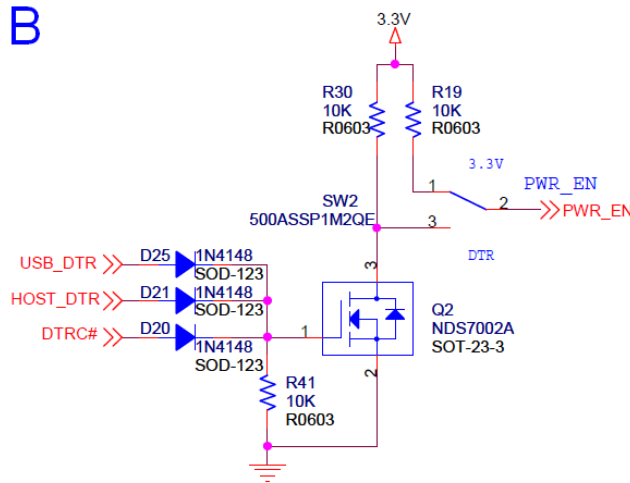 B
3.3V
R30
10K
R0603
R19
10K
R0603
3.3V
1
2
3
PWR_EN
PWR_EN
SW2
500ASSP1M2QE
DTR
USB_DTR
D25
1N4148
SOD-123
HOST_DTR
D21
1N4148
SOD-123
DTRC#
D20
1N4148
SOD-123
1
3
2
Q2
NDS7002A
SOT-23-3
R41
10K
R0603